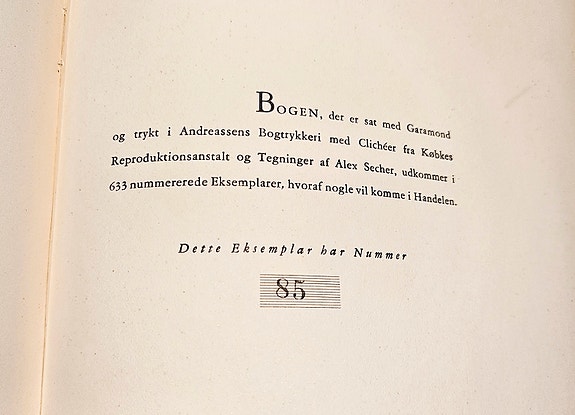 BOGEN, der er sat med Garamond
og trykt i Andreassens Bogtrykkeri med Clichéer fra Købkes
Reproduktionsanstalt og Tegninger af Alex Secher, udkommer i
633 nummererede Eksemplarer, hvoraf nogle vil komme i Handelen.
Dette Eksemplar har Nummer
85